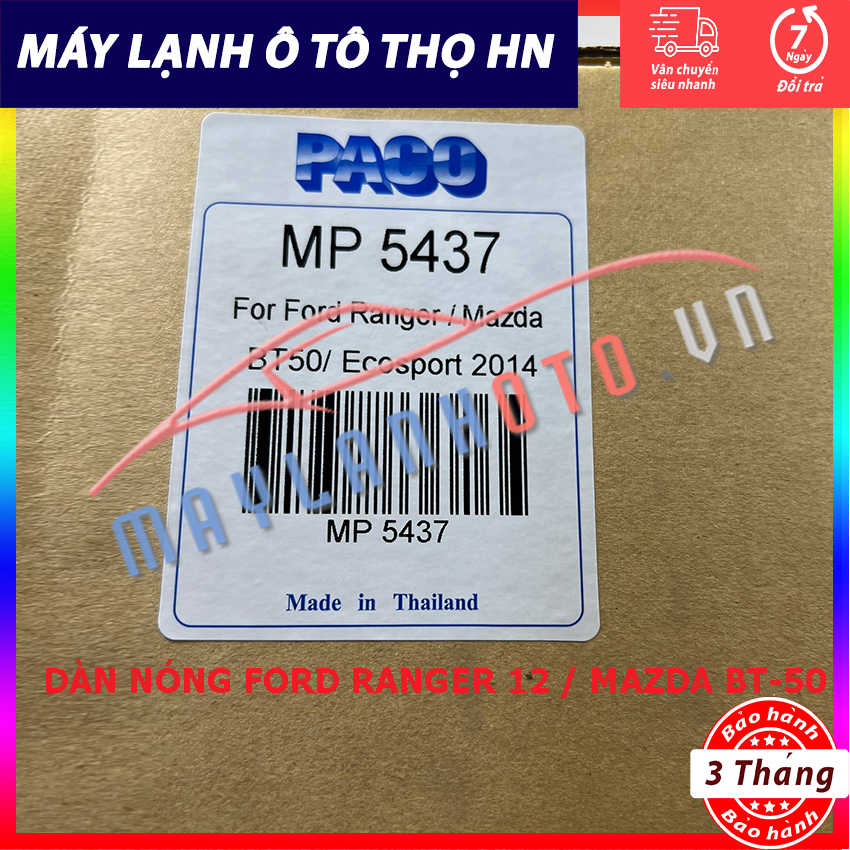 MÁY LẠNH Ô TÔ THỌ HN
Vân chuyển
siêu nhanh
7
Ngày
Đổi trả
PACO
MP 5437
For Ford Ranger / Mazda
BT50/ Ecosport 2014
MAYLANHOTO.VN
MP 5437
Made in Thailand
DÀN NÓNG FORD RANGER 12 / MAZDA BT-50
Bảo hành
3 Tháng
Bảo hành